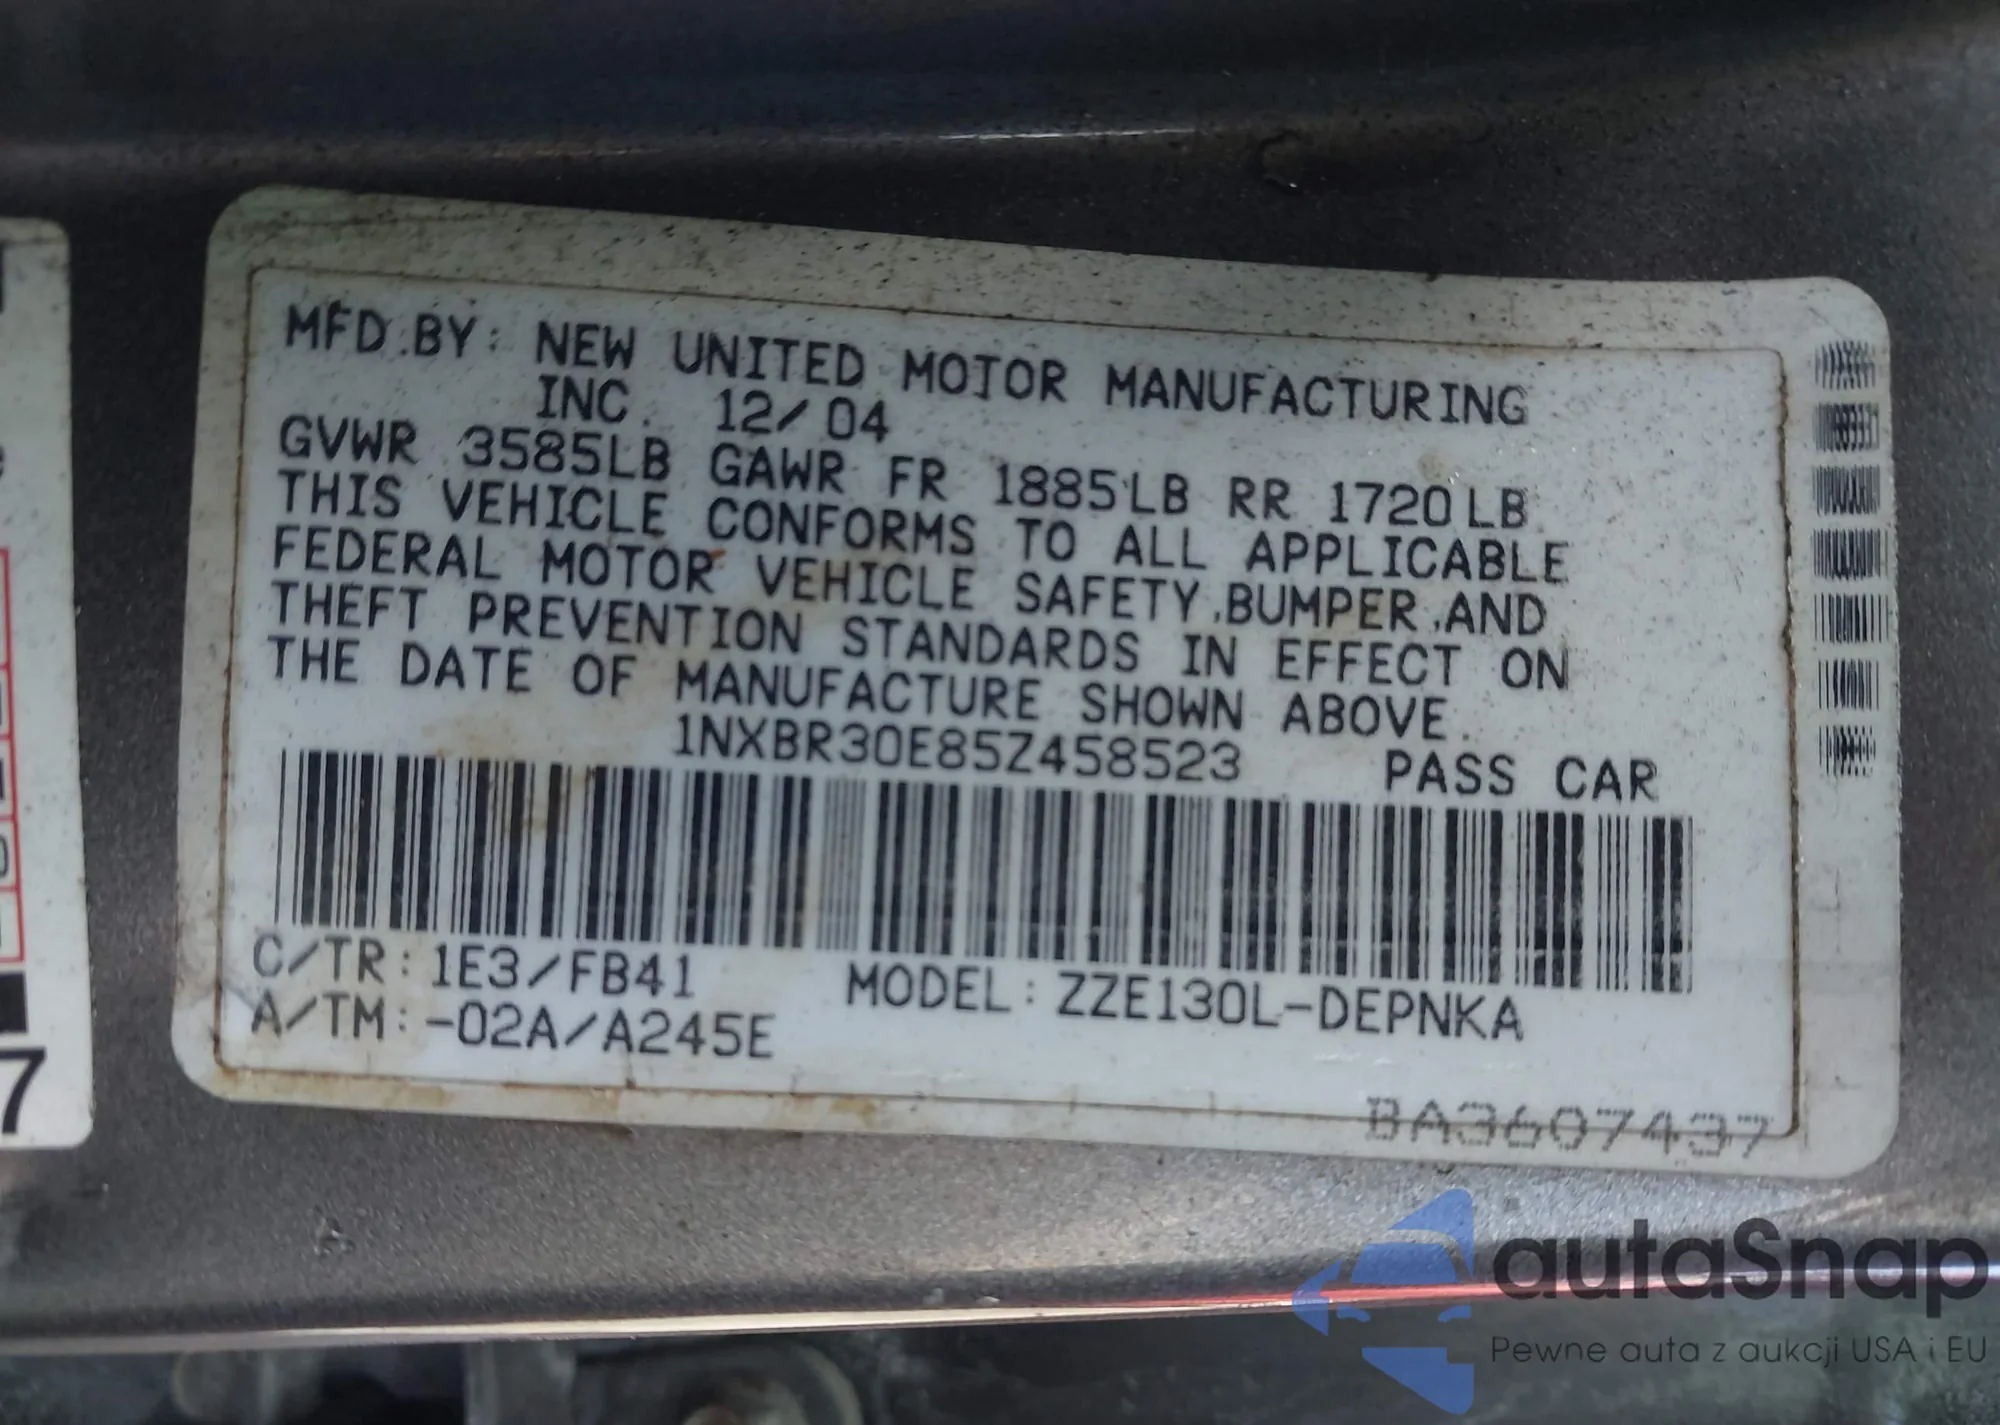 MFD.BY: NEW UNITED MOTOR MANUFACTURING
INC. 12/04
GVWR 3585LB GAWR FR 1885LB RR 1720LB
THIS VEHICLE CONFORMS TO ALL APPLICABLE
FEDERAL MOTOR VEHICLE SAFETY,BUMPER,AND
THEFT PREVENTION STANDARDS IN EFFECT ON
THE DATE OF MANUFACTURE SHOWN ABOVE.
1NXBR30E85Z458523 PASS CAR
C/TR: 1E3/FB41 MODEL: ZZE130L-DEPNKA
A/TM: -02A/A245E
BA3607437
7
autaSnap
Pewne auta z aukcji USA i EU